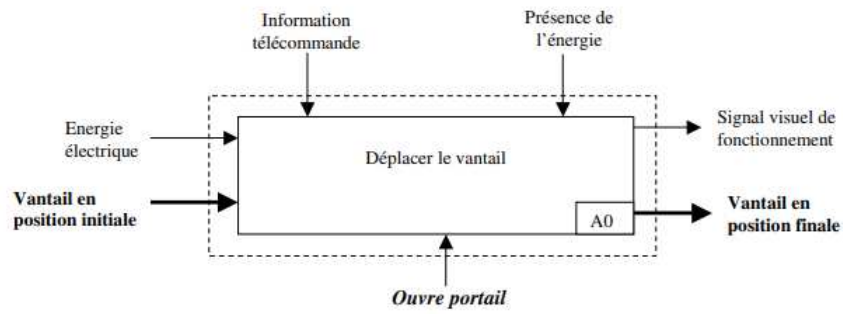 Information
télécommande
Présence de
l'énergie
Energie
électrique
Signal visuel de
fonctionnement
Déplacer le vantail
Vantail en
position initiale
A0
Vantail en
position finale
Ouvre portail